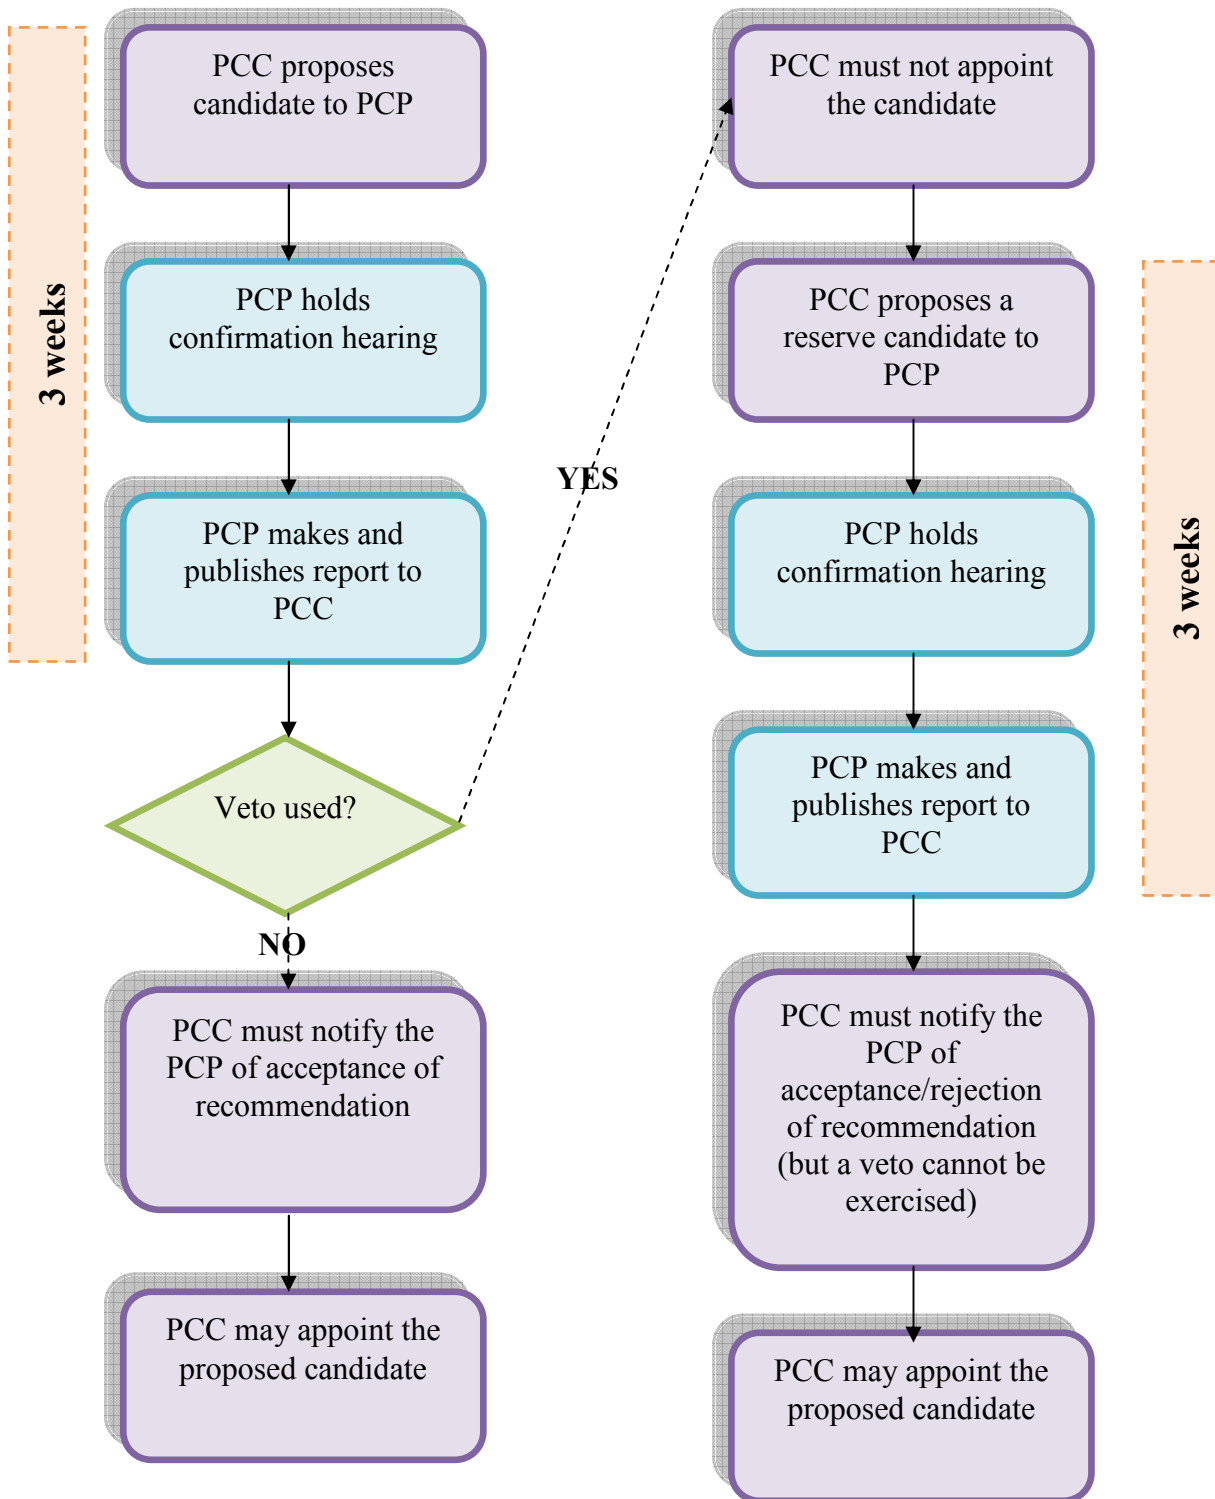 3 weeks
PCC proposes
candidate to PCP
PCP holds
confirmation hearing
PCP makes and
publishes report to
PCC
Veto used?
NO
PCC must notify the
PCP of acceptance of
recommendation
PCC may appoint the
proposed candidate
YES
PCC must not appoint
the candidate
PCC proposes a
reserve candidate to
PCP
PCP holds
confirmation hearing
PCP makes and
publishes report to
PCC
PCC must notify the
PCP of
acceptance/rejection
of recommendation
(but a veto cannot be
exercised)
PCC may appoint the
proposed candidate
3 weeks